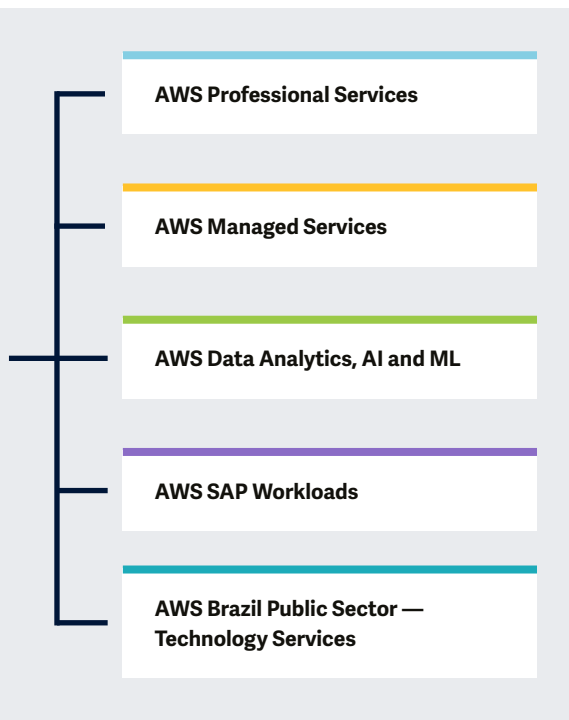 AWS Professional Services
AWS Managed Services
AWS Data Analytics, AI and ML
AWS SAP Workloads
AWS Brazil Public Sector —
Technology Services